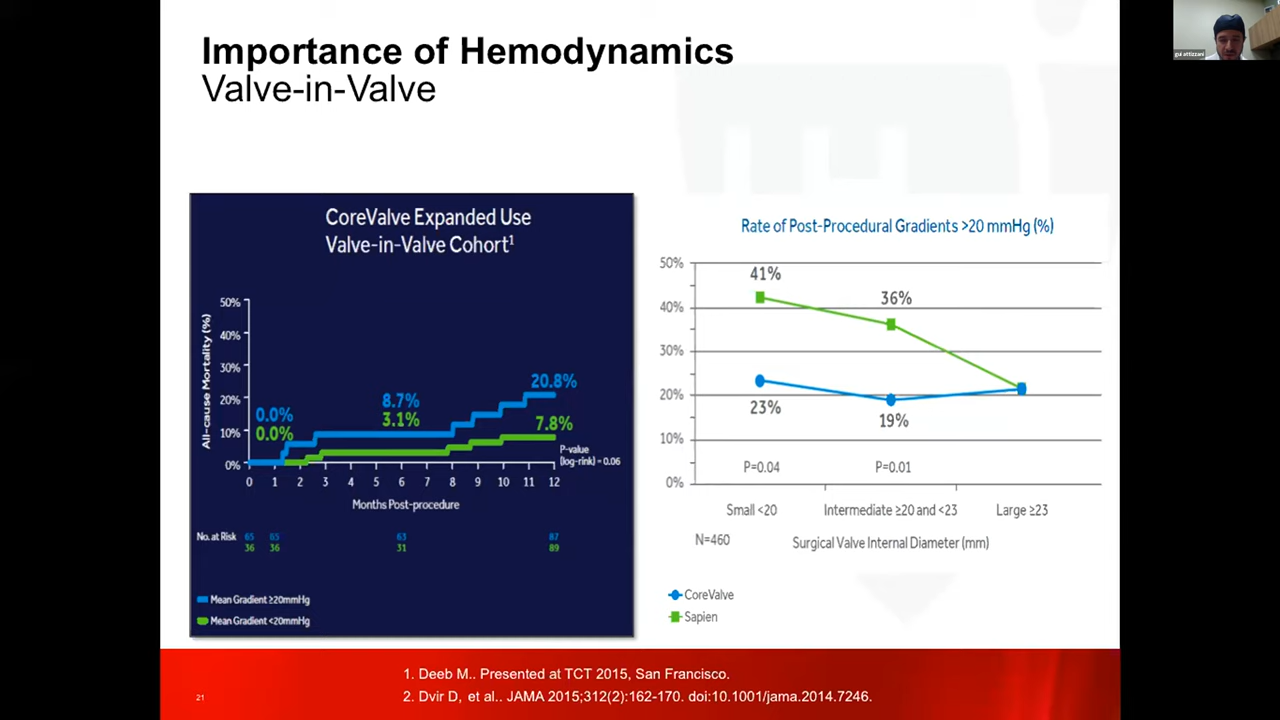 Importance of Hemodynamics
Valve-in-Valve
gui attizzani
CoreValve Expanded Use
Valve-in-Valve Cohort1
All-cause Mortality (%)
50%
40%
30%
20%
10%
0%
0.0%
0.0%
8.7%
3.1%
20.8%
7.8%
P-value
(log-rink) = 0.06
0 1 2 3 4 5 6 7 8 9 10 11 12
Months Post-procedure
No. at Risk 65 65 63 87
36 36 31 89
Mean Gradient ≥20mmHg
Mean Gradient <20mmHg
Rate of Post-Procedural Gradients >20 mmHg (%)
50%
40%
30%
20%
10%
0%
41%
36%
23%
19%
P=0.04 P=0.01
Small <20 Intermediate ≥20 and <23 Large ≥23
N=460 Surgical Valve Internal Diameter (mm)
CoreValve
Sapien
1. Deeb M.. Presented at TCT 2015, San Francisco.
2. Dvir D, et al.. JAMA 2015;312(2):162-170. doi:10.1001/jama.2014.7246.
21